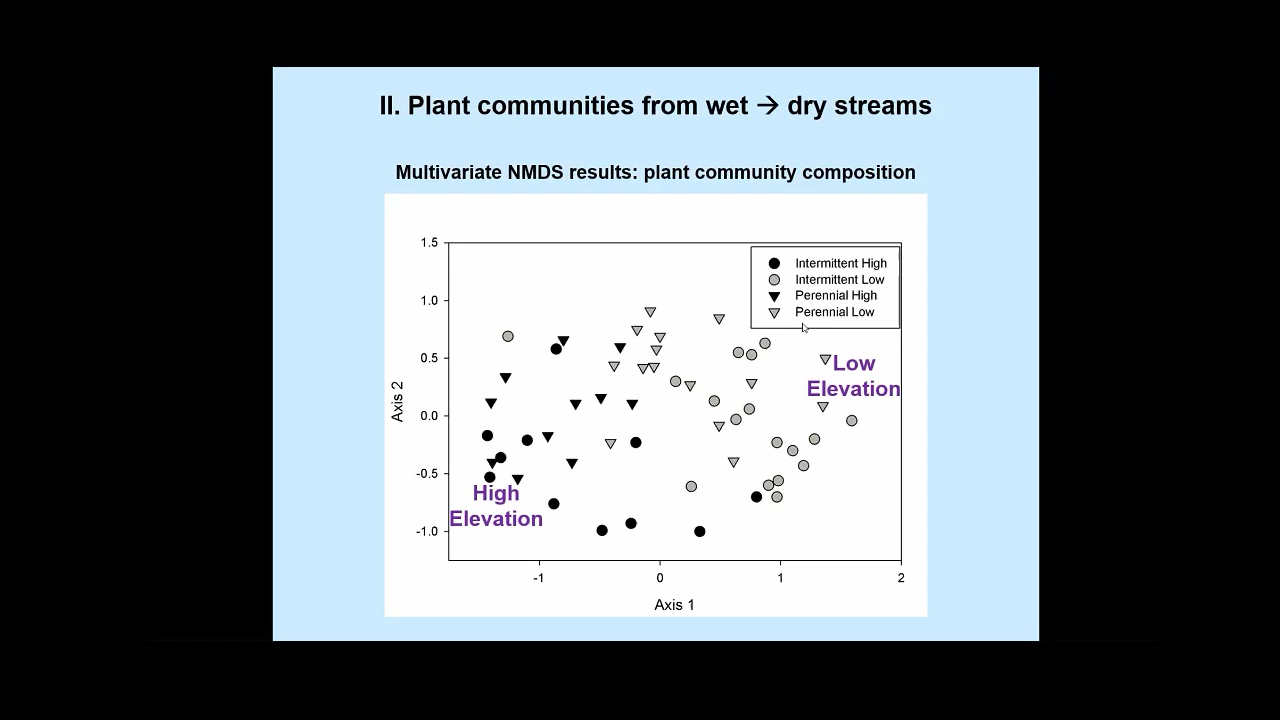 II. Plant communities from wet → dry streams
Multivariate NMDS results: plant community composition
1.5
1.0
0.5
0.0
-0.5
-1.0
Axis 2
Intermittent High
Intermittent Low
Perennial High
Perennial Low
Low
Elevation
High
Elevation
-1
0
1
2
Axis 1